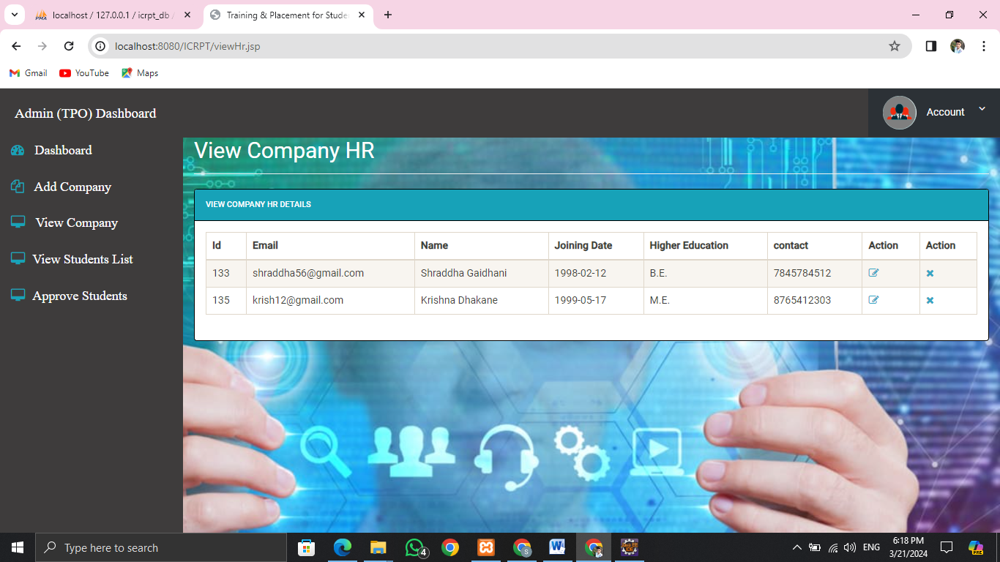 localhost / 127.0.0.1 / icrpt_db /
Training & Placement for Stude
localhost:8080/ICRPT/viewHr.jsp
Gmail YouTube Maps
Admin (TPO) Dashboard
Account
Dashboard
Add Company
View Company
View Students List
Approve Students
View Company HR
VIEW COMPANY HR DETAILS
Id Email Name Joining Date Higher Education contact Action Action
133 shraddha56@gmail.com Shraddha Gaidhani 1998-02-12 B.E. 7845784512
135 krish12@gmail.com Krishna Dhakane 1999-05-17 M.E. 8765412303
Type here to search
4
S
W
ENG
6:18 PM
3/21/2024
PRE